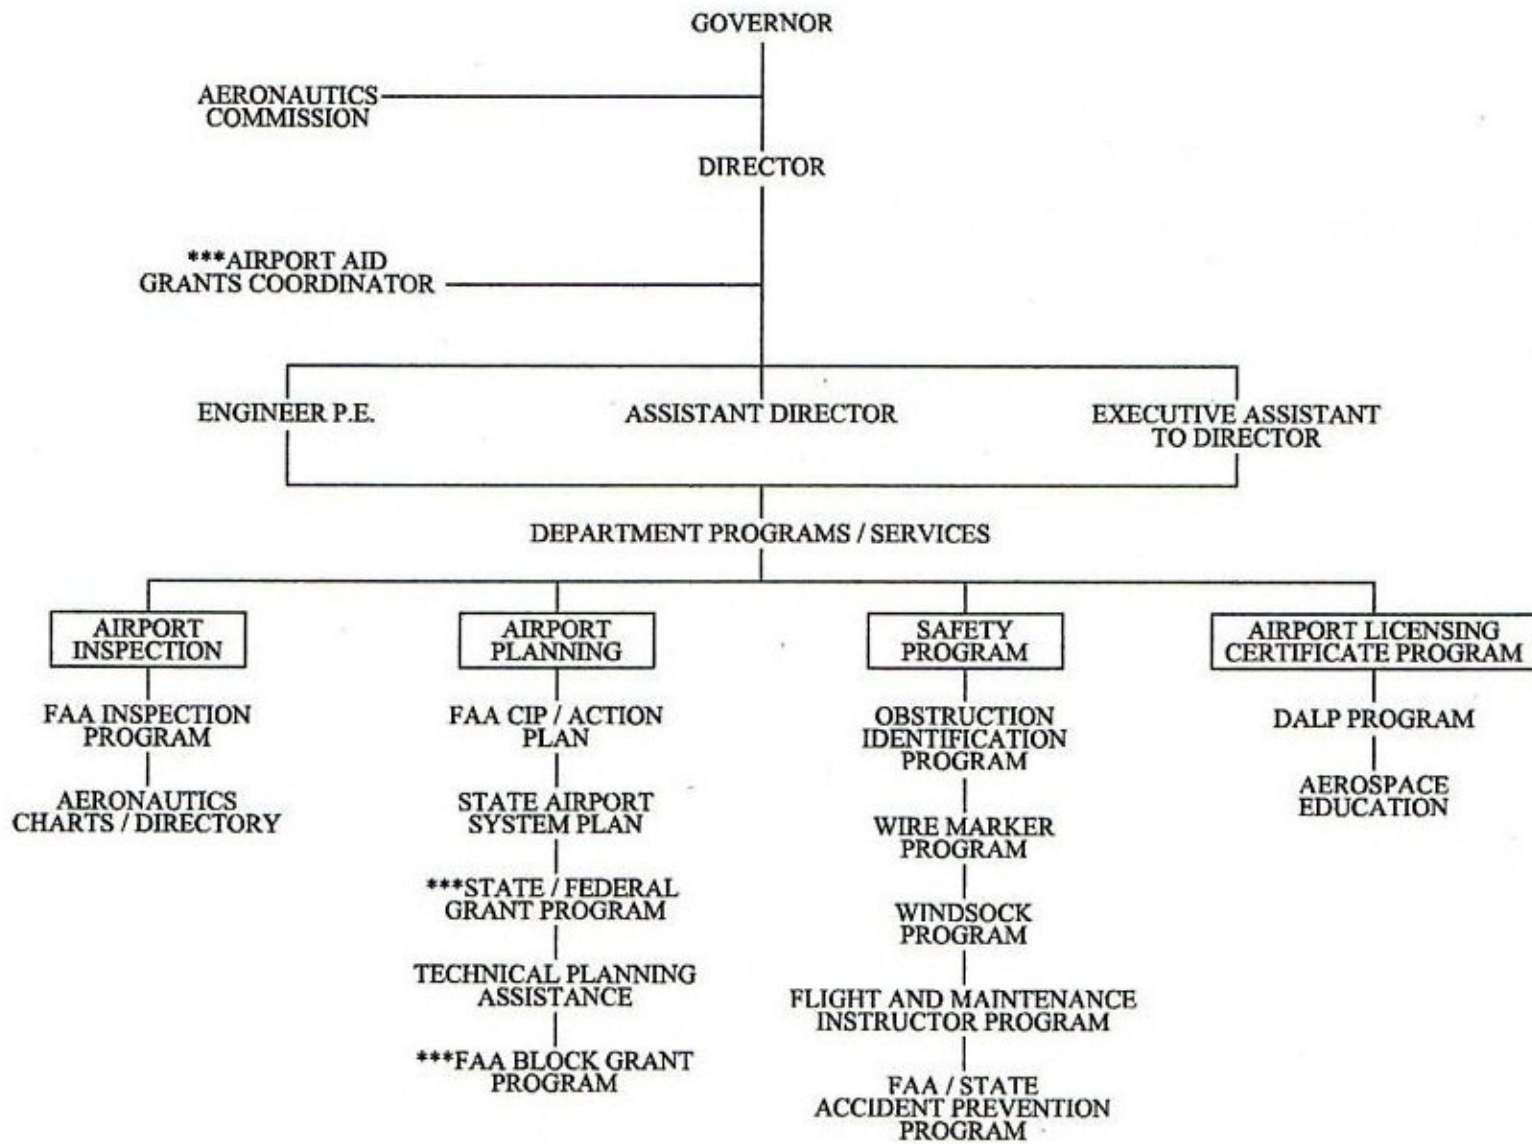 GOVERNOR
AERONAUTICS
COMMISSION
DIRECTOR
***AIRPORT AID
GRANTS COORDINATOR
ENGINEER P.E.
ASSISTANT DIRECTOR
EXECUTIVE ASSISTANT
TO DIRECTOR
DEPARTMENT PROGRAMS / SERVICES
AIRPORT
INSPECTION
FAA INSPECTION
PROGRAM
AERONAUTICS
CHARTS / DIRECTORY
AIRPORT
PLANNING
FAA CIP / ACTION
PLAN
STATE AIRPORT
SYSTEM PLAN
***STATE / FEDERAL
GRANT PROGRAM
TECHNICAL PLANNING
ASSISTANCE
***FAA BLOCK GRANT
PROGRAM
SAFETY
PROGRAM
OBSTRUCTION
IDENTIFICATION
PROGRAM
WIRE MARKER
PROGRAM
WINDSOCK
PROGRAM
FLIGHT AND MAINTENANCE
INSTRUCTOR PROGRAM
FAA / STATE
ACCIDENT PREVENTION
PROGRAM
AIRPORT LICENSING
CERTIFICATE PROGRAM
DALP PROGRAM
AEROSPACE
EDUCATION